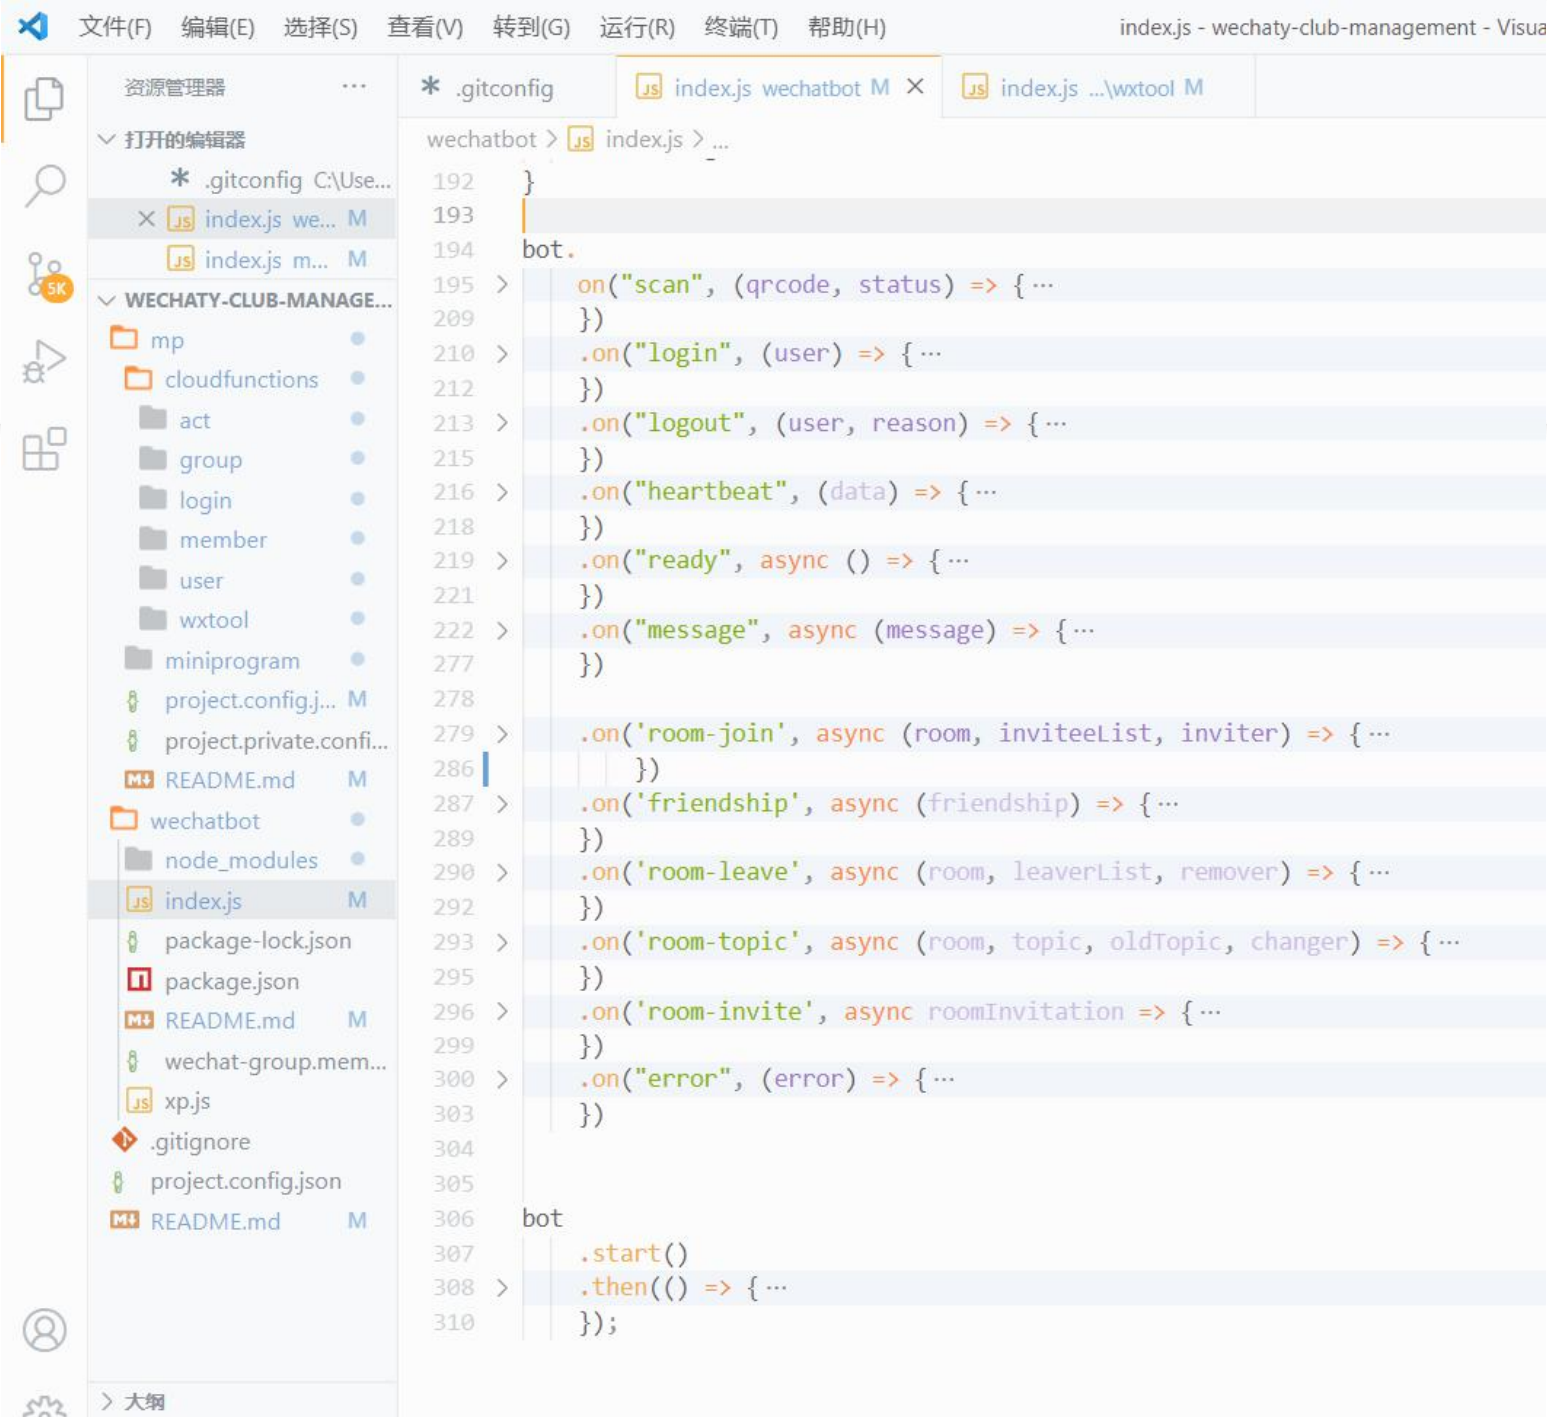 文件(F) 编辑(E) 选择(S) 查看(V) 转到(G) 运行(R) 终端(T) 帮助(H) index.js - wechaty-club-management - Visua
资源管理器 ···
打开的编辑器
* .gitconfig C:\Use...
JS index.js we... M
JS index.js m... M
5K
WECHATY-CLUB-MANAGE...
mp
cloudfunctions
act
group
login
member
user
wxtool
miniprogram
project.config.j... M
project.private.confi...
M↓ README.md M
wechatbot
node_modules
JS index.js M
package-lock.json
package.json
M↓ README.md M
wechat-group.mem...
JS xp.js
.gitignore
project.config.json
M↓ README.md M
大纲
* .gitconfig JS index.js wechatbot M JS index.js ...\wxtool M
wechatbot > JS index.js > ...
192 }
193
194 bot.
195 on("scan", (qrcode, status) => {···
209 })
210 .on("login", (user) => {···
212 })
213 .on("logout", (user, reason) => {···
215 })
216 .on("heartbeat", (data) => {···
218 })
219 .on("ready", async () => {···
221 })
222 .on("message", async (message) => {···
277 })
278
279 .on('room-join', async (room, inviteeList, inviter) => {···
286 })
287 .on('friendship', async (friendship) => {···
289 })
290 .on('room-leave', async (room, leaverList, remover) => {···
292 })
293 .on('room-topic', async (room, topic, oldTopic, changer) => {···
295 })
296 .on('room-invite', async roomInvitation => {···
299 })
300 .on("error", (error) => {···
303 })
304
305
306 bot
307 .start()
308 .then(() => {···
310 });